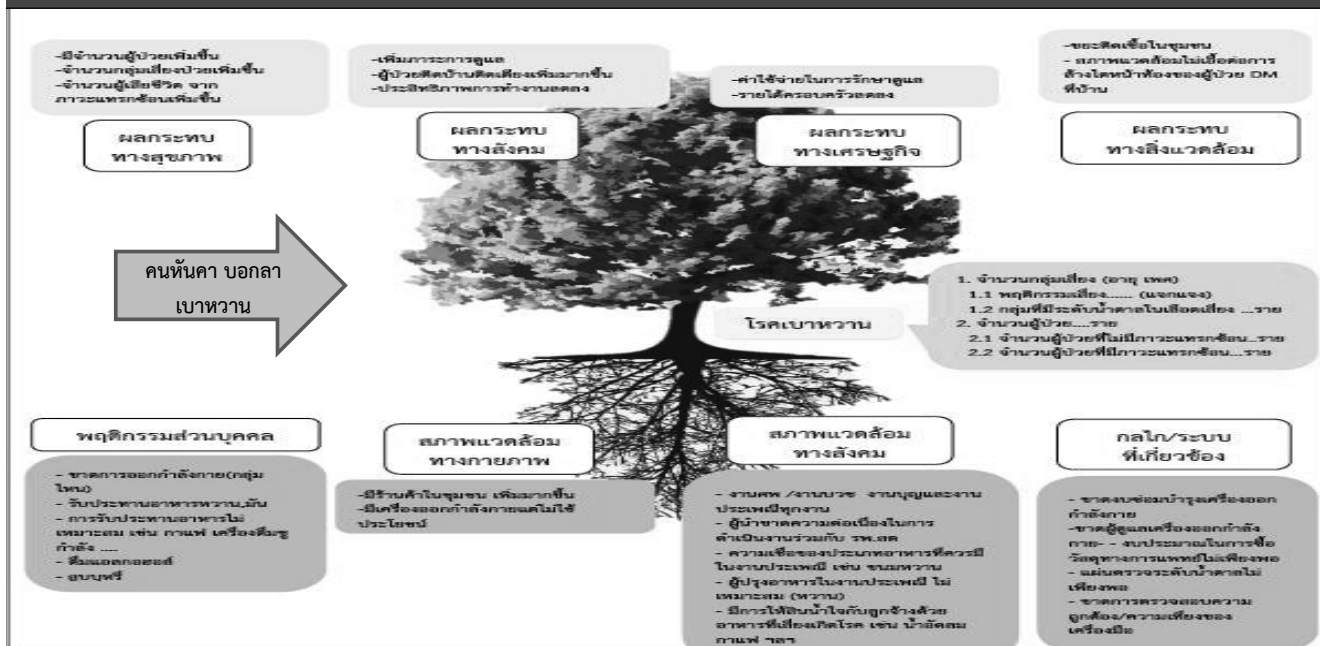 -มีจำนวนผู้ป่วยเพิ่มขึ้น
-จำนวนกลุ่มเสี่ยงป่วยเพิ่มขึ้น
-จำนวนผู้เสียชีวิต จาก
ภาวะแทรกซ้อนเพิ่มขึ้น
ผลกระทบ
ทางสุขภาพ
-เพิ่มภาระการดูแล
-ผู้ป่วยติดบ้านติดเตียงเพิ่มมากขึ้น
-ประสิทธิภาพการทำงานลดลง
ผลกระทบ
ทางสังคม
-ค่าใช้จ่ายในการรักษาดูแล
-รายได้ครอบครัวลดลง
ผลกระทบ
ทางเศรษฐกิจ
-ขยะติดเชื้อในชุมชน
- สภาพแวดล้อมไม่เอื้อต่อการ
ล้างไตหน้าท้องของผู้ป่วย DM
ที่บ้าน
ผลกระทบ
ทางสิ่งแวดล้อม
คนหันคา บอกลา
เบาหวาน
โรคเบาหวาน
1. จำนวนกลุ่มเสี่ยง (อายุ เพศ)
1.1 พฤติกรรมเสี่ยง...... (แจกแจง)
1.2 กลุ่มที่มีระดับน้ำตาลในเลือดเสี่ยง ...ราย
2. จำนวนผู้ป่วย....ราย
2.1 จำนวนผู้ป่วยที่ไม่มีภาวะแทรกซ้อน...ราย
2.2 จำนวนผู้ป่วยที่มีภาวะแทรกซ้อน...ราย
พฤติกรรมส่วนบุคคล
- ขาดการออกกำลังกาย(กลุ่ม
ไหน)
- รับประทานอาหารหวาน,มัน
- การรับประทานอาหารไม่
เหมาะสม เช่น กาแฟ เครื่องดื่มชู
กำลัง ....
- ดื่มแอลกอฮอล์
- สูบบุหรี่
สภาพแวดล้อม
ทางกายภาพ
-มีร้านค้าในชุมชน เพิ่มมากขึ้น
-มีเครื่องออกกำลังกายแต่ไม่ใช้
ประโยชน์
สภาพแวดล้อม
ทางสังคม
- งานศพ /งานบวช งานบุญและงาน
ประเพณีทุกงาน
- ผู้นำขาดความต่อเนื่องในการ
ดำเนินงานร่วมกับ รพ.สต
- ความเชื่อของประเภทอาหารที่ควรมี
ในงานประเพณี เช่น ขนมหวาน
- ผู้ปรุงอาหารในงานประเพณี ไม่
เหมาะสม (หวาน)
- มีการให้สินน้ำใจกับลูกจ้างด้วย
อาหารที่เสี่ยงเกิดโรค เช่น น้ำอัดลม
กาแฟ ฯลฯ
กลไก/ระบบ
ที่เกี่ยวข้อง
- ขาดงบซ่อมบำรุงเครื่องออก
กำลังกาย
-ขาดผู้ดูแลเครื่องออกกำลัง
กาย- - งบประมาณในการซื้อ
วัสดุทางการแพทย์ไม่เพียงพอ
- แผ่นตรวจระดับน้ำตาลไม่
เพียงพอ
- ขาดการตรวจสอบความ
ถูกต้อง/ความเที่ยงของ
เครื่องมือ